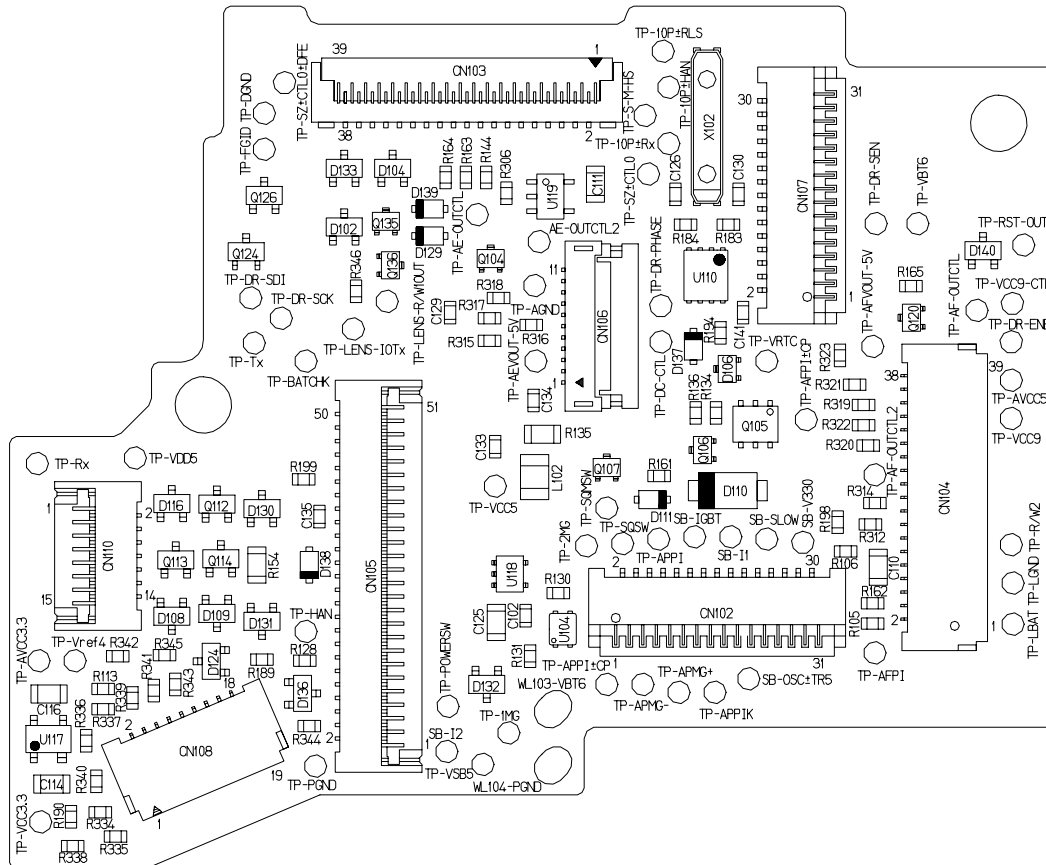 TP-10P±RLS
39
1
CN103
38
2
TP-SZ±CTL0±DFE
TP-DGND
TP-FGID
TP-S-M-HS
TP-10P±HAN
TP-10P±Rx
TP-SZ±CTL0
X102
30
31
CN107
2
1
C126
C130
R184
R183
TP-DR-SEN
TP-VBT6
TP-RST-OUT
D133
D104
R164
R163
R144
R306
U119
C111
Q126
D139
D102
Q135
D129
TP-AE-OUTCTL
AE-OUTCTL2
Q124
Q136
Q104
R346
TP-DR-SDI
TP-DR-SCK
TP-Tx
TP-LENS-IOTx
TP-BATCHK
TP-LENS-R/W1OUT
C129
R318
R317
R315
R316
TP-AGND
TP-AEVOUT-5V
11
1
CN106
C134
TP-DR-PHASE
TP-DC-CTL
U110
D137
R194
C141
D106
R136
R134
TP-VRTC
TP-AFPI±CP
TP-AFVOUT-5V
R165
Q120
TP-AF-OUTCTL
D140
TP-VCC9-CTL
TP-DR-ENB
R323
R321
R319
R322
R320
38
39
TP-AVCC5
TP-VCC9
TP-AF-OUTCTL2
CN104
Q105
Q106
50
51
CN105
2
1
C133
R135
L102
TP-VCC5
Q107
R161
D110
D111
TP-SQMSW
TP-SQSW
SB-IGBT
SB-I1
SB-SLOW
SB-V330
TP-2MG
TP-APPI
R198
R314
R312
R106
C110
R162
R105
TP-R/W2
TP-LGND
TP-LBAT
2
1
TP-Rx
TP-VDD5
R199
C135
1
2
CN110
15
14
D116
Q112
D130
Q113
Q114
R154
D138
D108
D109
D131
TP-HAN
U118
R130
C125
C102
U104
R131
2
30
CN102
1
31
TP-AFPI
SB-OSC±TR5
TP-APPI±CP
TP-APMG+
TP-APMG-
TP-APPIK
TP-AVCC3.3
TP-Vref4
R342
R345
R341
R343
D124
R189
R128
D136
R344
TP-POWERSW
D132
WL103-VBT6
TP-1MG
SB-I2
TP-VSB5
WL104-PGND
C116
R113
R339
R337
R336
U117
R340
C114
R190
R334
R335
R338
TP-VCC3.3
18
2
CN108
19
1
TP-PGND